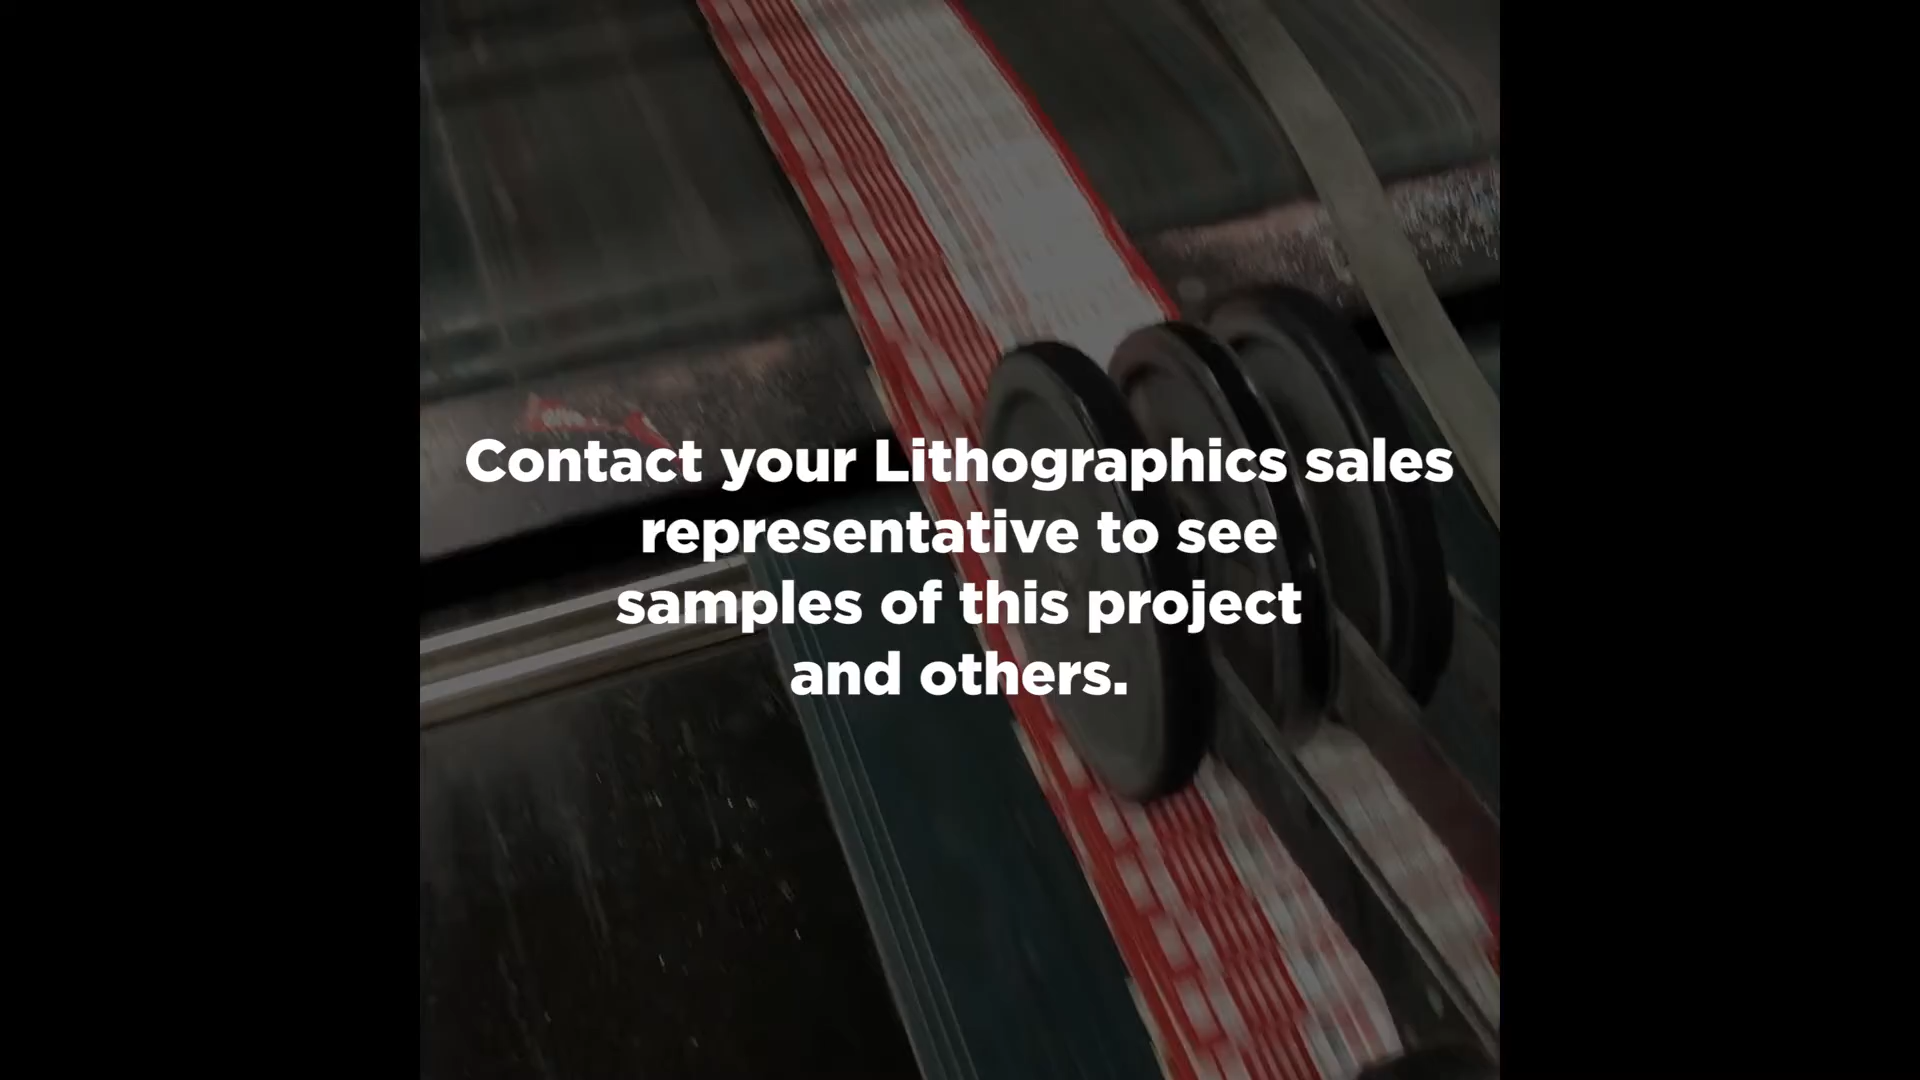 Contact your Lithographics sales
representative to see
samples of this project
and others.